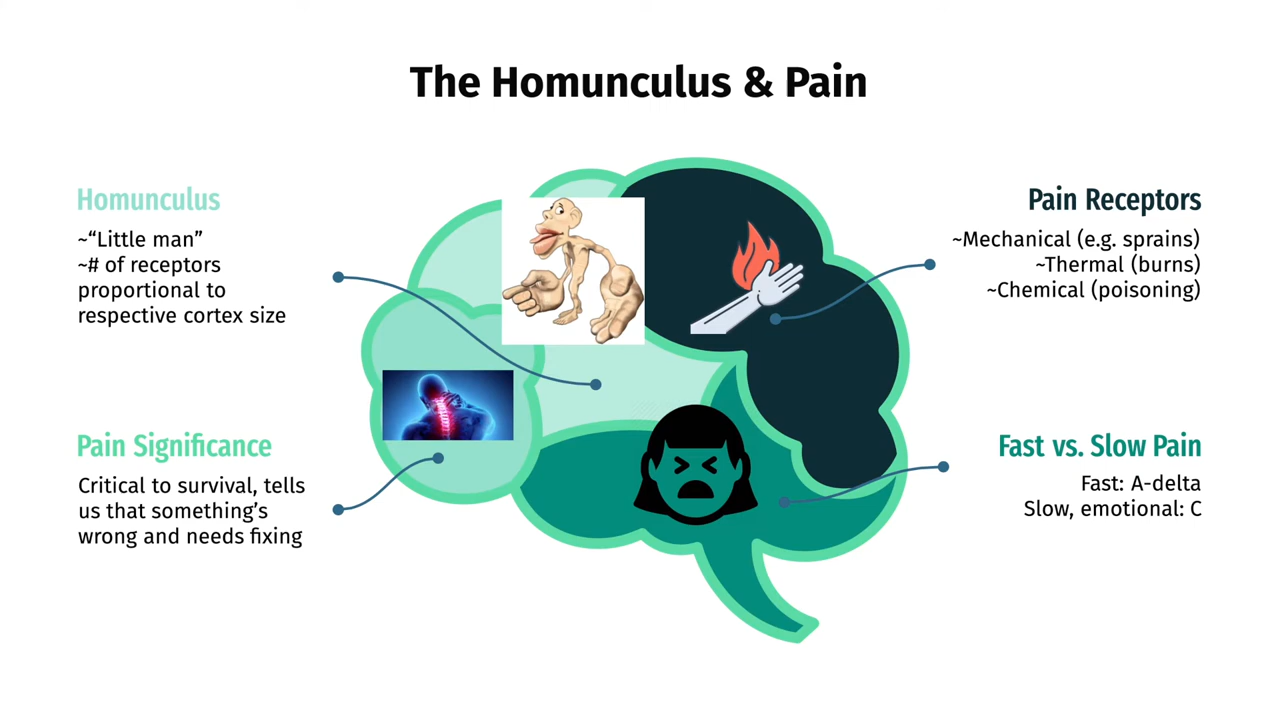 The Homunculus & Pain
Homunculus
~“Little man”
~# of receptors
proportional to
respective cortex size
Pain Receptors
~Mechanical (e.g. sprains)
~Thermal (burns)
~Chemical (poisoning)
Pain Significance
Critical to survival, tells
us that something’s
wrong and needs fixing
Fast vs. Slow Pain
Fast: A-delta
Slow, emotional: C